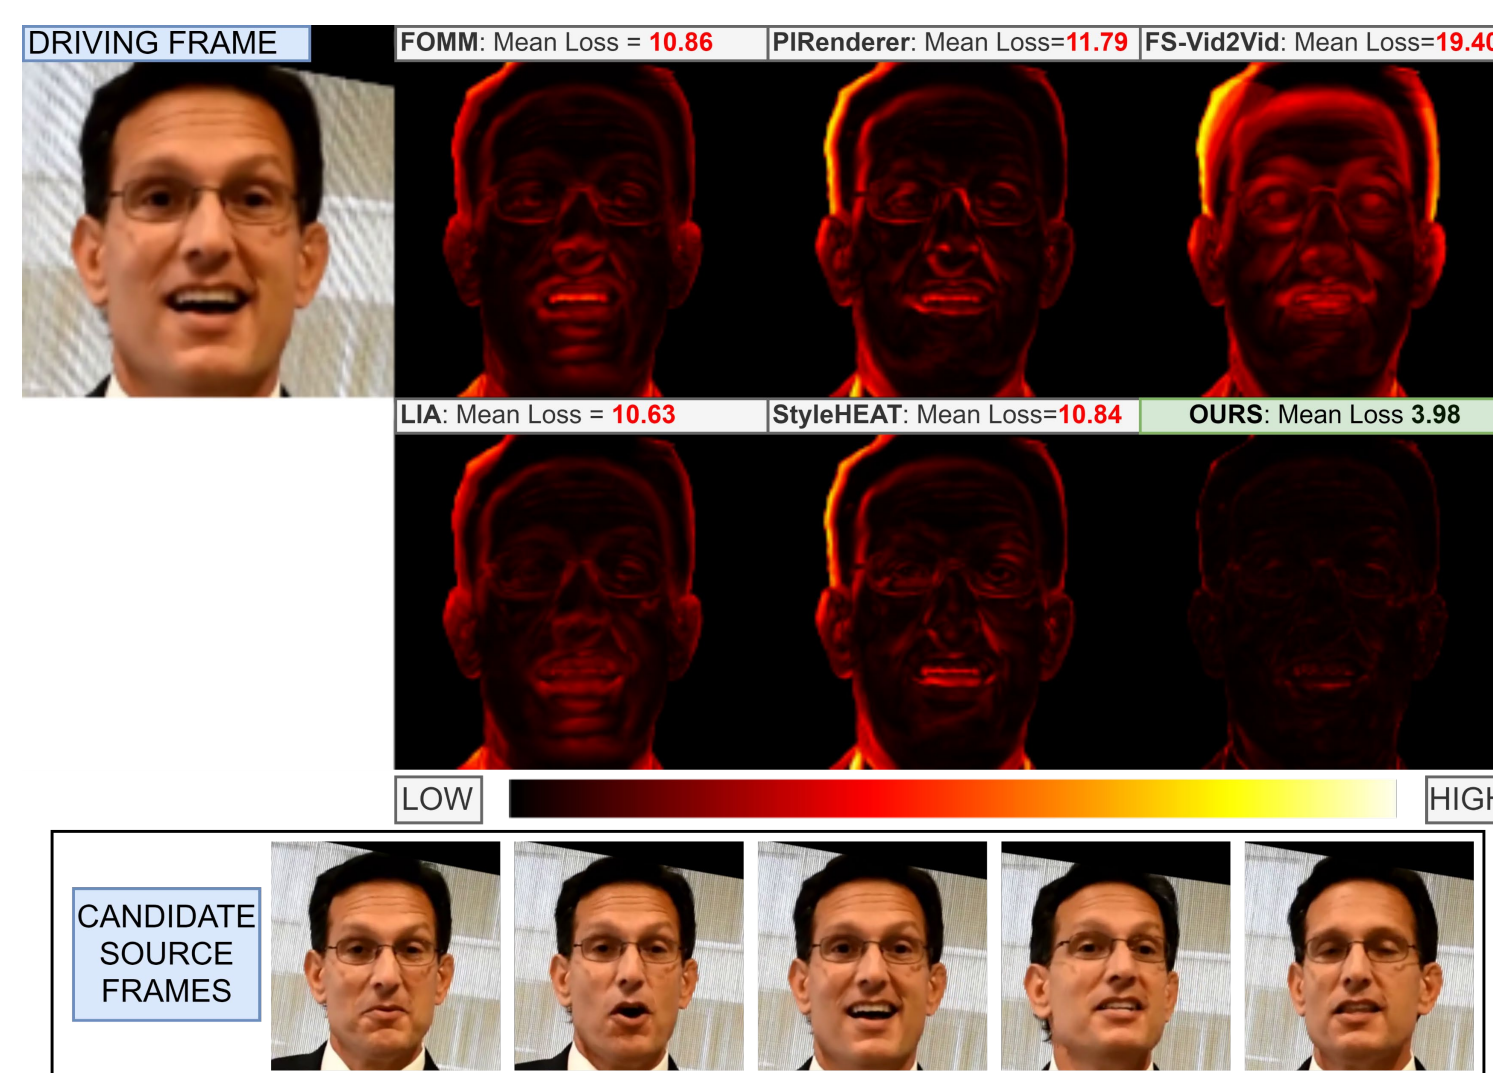 DRIVING FRAME
FOMM: Mean Loss = 10.86
PIRenderer: Mean Loss=11.79
FS-Vid2Vid: Mean Loss=19.40
LIA: Mean Loss = 10.63
StyleHEAT: Mean Loss=10.84
OURS: Mean Loss 3.98
LOW
HIGH
CANDIDATE
SOURCE
FRAMES